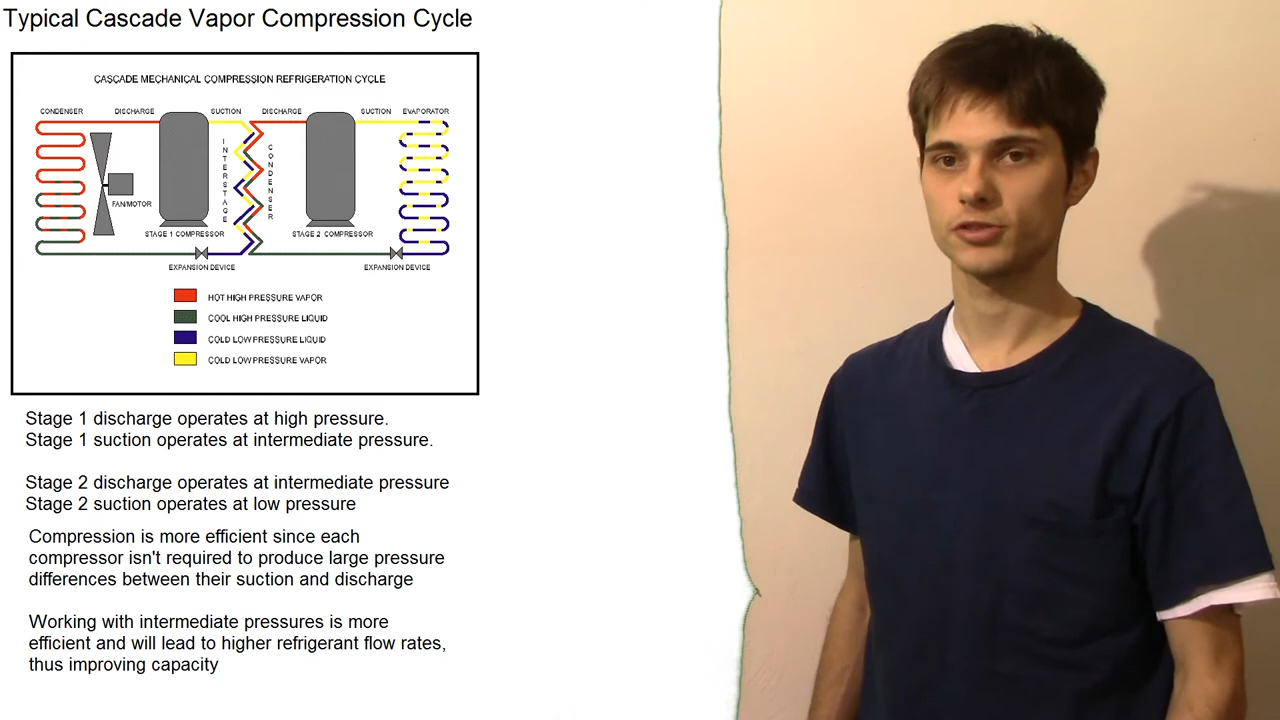 Typical Cascade Vapor Compression Cycle
CASCADE MECHANICAL COMPRESSION REFRIGERATION CYCLE
CONDENSER DISCHARGE SUCTION DISCHARGE SUCTION EVAPORATOR
INTERSTAGE
CONDENSER
FAN/MOTOR
STAGE 1 COMPRESSOR STAGE 2 COMPRESSOR
EXPANSION DEVICE EXPANSION DEVICE
HOT HIGH PRESSURE VAPOR
COOL HIGH PRESSURE LIQUID
COLD LOW PRESSURE LIQUID
COLD LOW PRESSURE VAPOR
Stage 1 discharge operates at high pressure.
Stage 1 suction operates at intermediate pressure.
Stage 2 discharge operates at intermediate pressure
Stage 2 suction operates at low pressure
Compression is more efficient since each
compressor isn't required to produce large pressure
differences between their suction and discharge
Working with intermediate pressures is more
efficient and will lead to higher refrigerant flow rates,
thus improving capacity